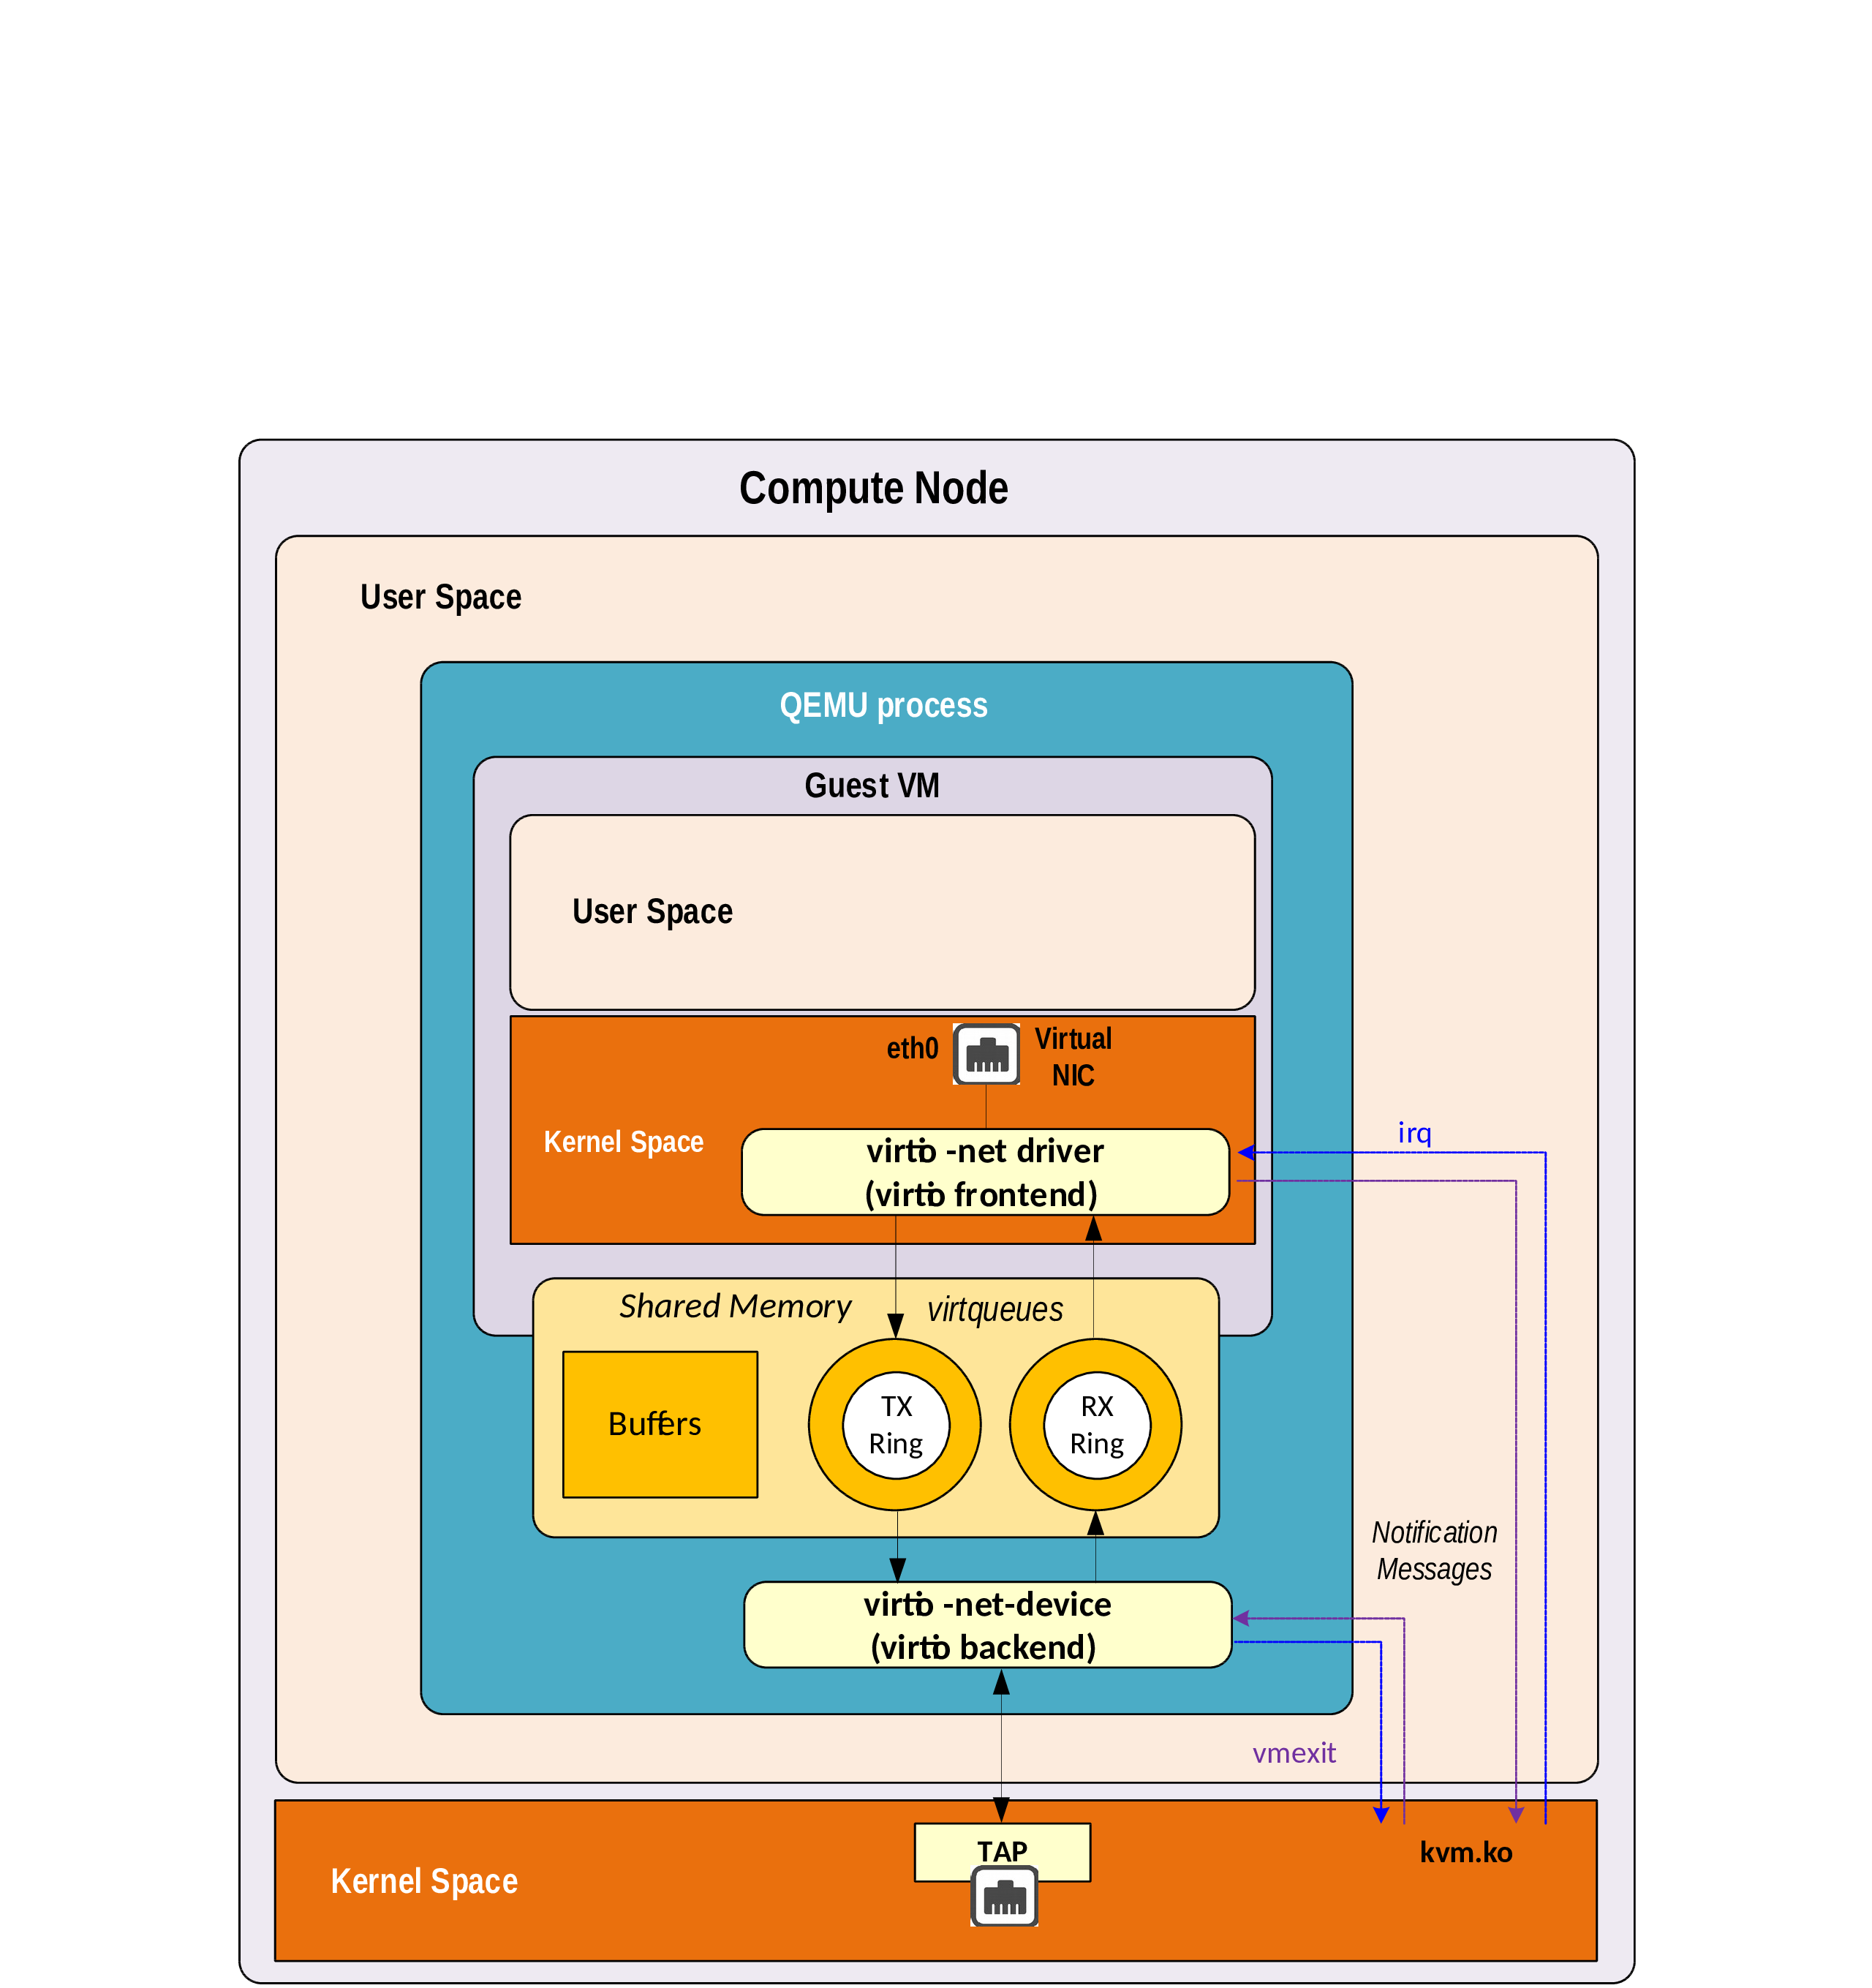 Compute Node
User Space
QEMU process
Guest VM
User Space
eth0
Virtual
NIC
Kernel Space
virtio -net driver
(virtio frontend)
irq
Shared Memory
virtqueues
Buffers
TX
Ring
RX
Ring
Notification
Messages
virtio -net-device
(virtio backend)
vmexit
TAP
kvm.ko
Kernel Space